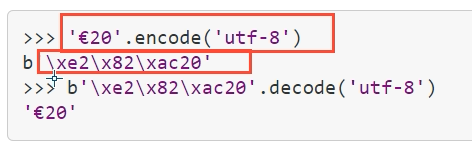 >>> '€20'.encode('utf-8')
b'\xe2\x82\xac20'
>>> b'\xe2\x82\xac20'.decode('utf-8')
'€20'